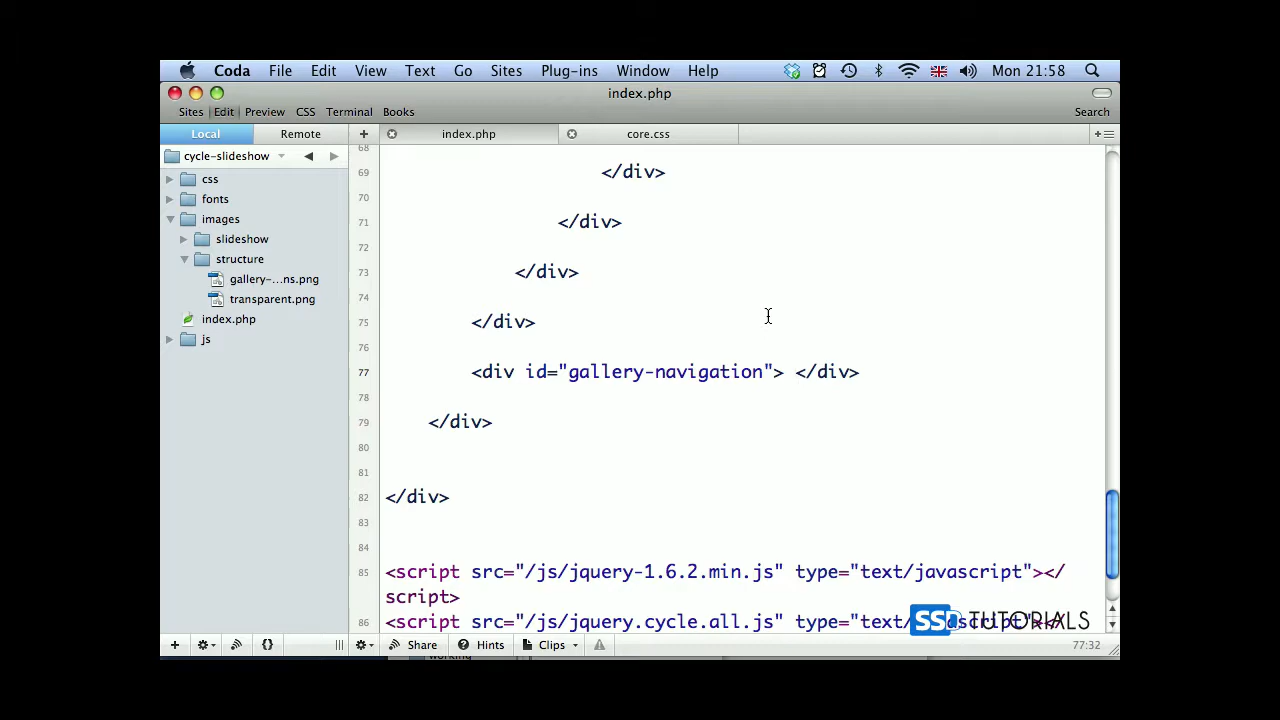 Coda File Edit View Text Go Sites Plug-ins Window Help Mon 21:58
index.php
Sites Edit Preview CSS Terminal Books Search
Local Remote + index.php core.css
cycle-slideshow
css
fonts
images
slideshow
structure
gallery-...ns.png
transparent.png
index.php
js
68
69 </div>
70
71 </div>
72
73 </div>
74
75 </div>
76
77 <div id="gallery-navigation"> </div>
78
79 </div>
80
81
82 </div>
83
84
85 <script src="/js/jquery-1.6.2.min.js" type="text/javascript"></
script>
86 <script src="/js/jquery.cycle.all.js" type="text/javascript"></
SSD TUTORIALS
Share Hints Clips 77:32